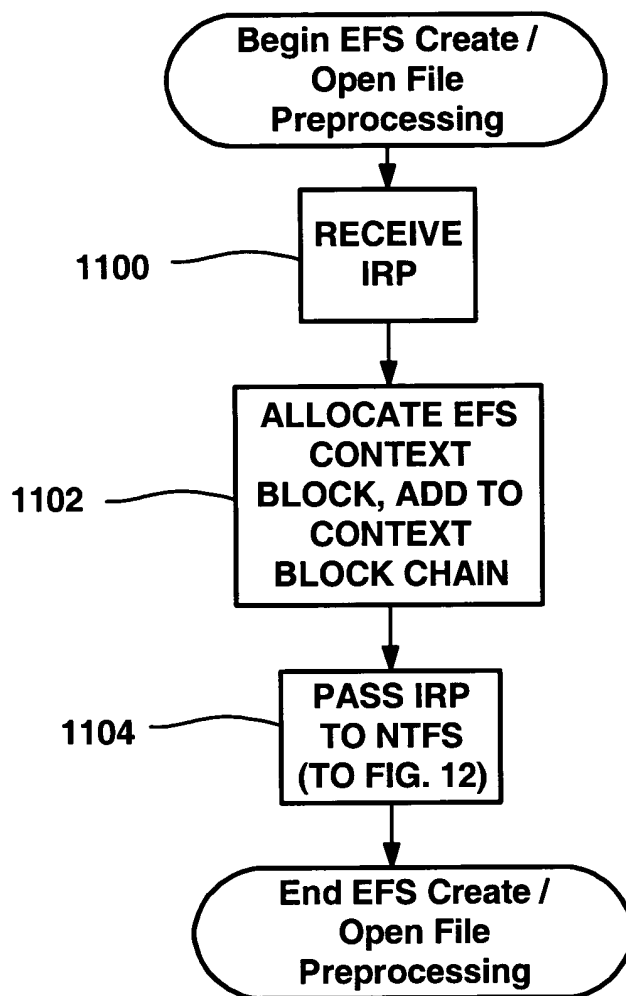 Begin EFS Create /
Open File
Preprocessing
RECEIVE
IRP
1100
ALLOCATE EFS
CONTEXT
BLOCK, ADD TO
CONTEXT
BLOCK CHAIN
1102
PASS IRP
TO NTFS
(TO FIG. 12)
1104
End EFS Create /
Open File
Preprocessing